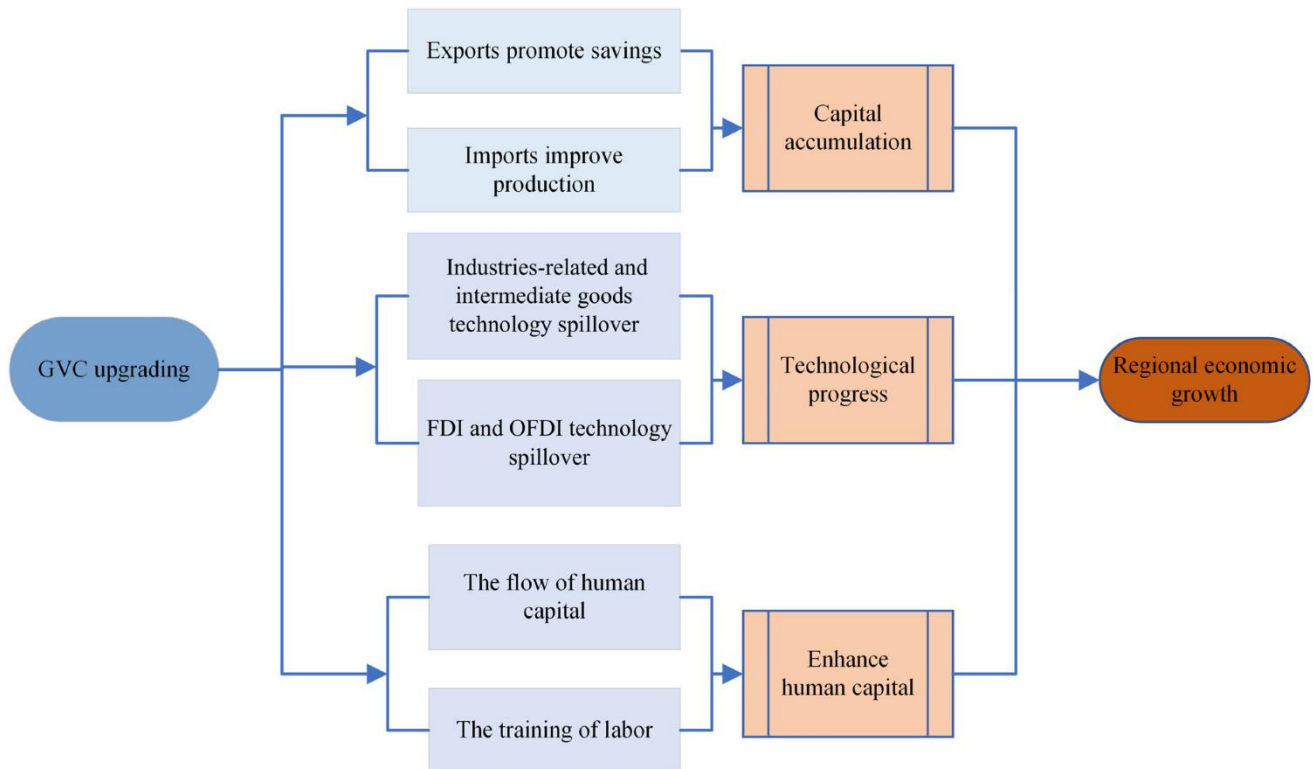 GVC upgrading
Exports promote savings
Imports improve
production
Industries-related and
intermediate goods
technology spillover
FDI and OFDI technology
spillover
The flow of human
capital
The training of labor
Capital
accumulation
Technological
progress
Enhance
human capital
Regional economic
growth